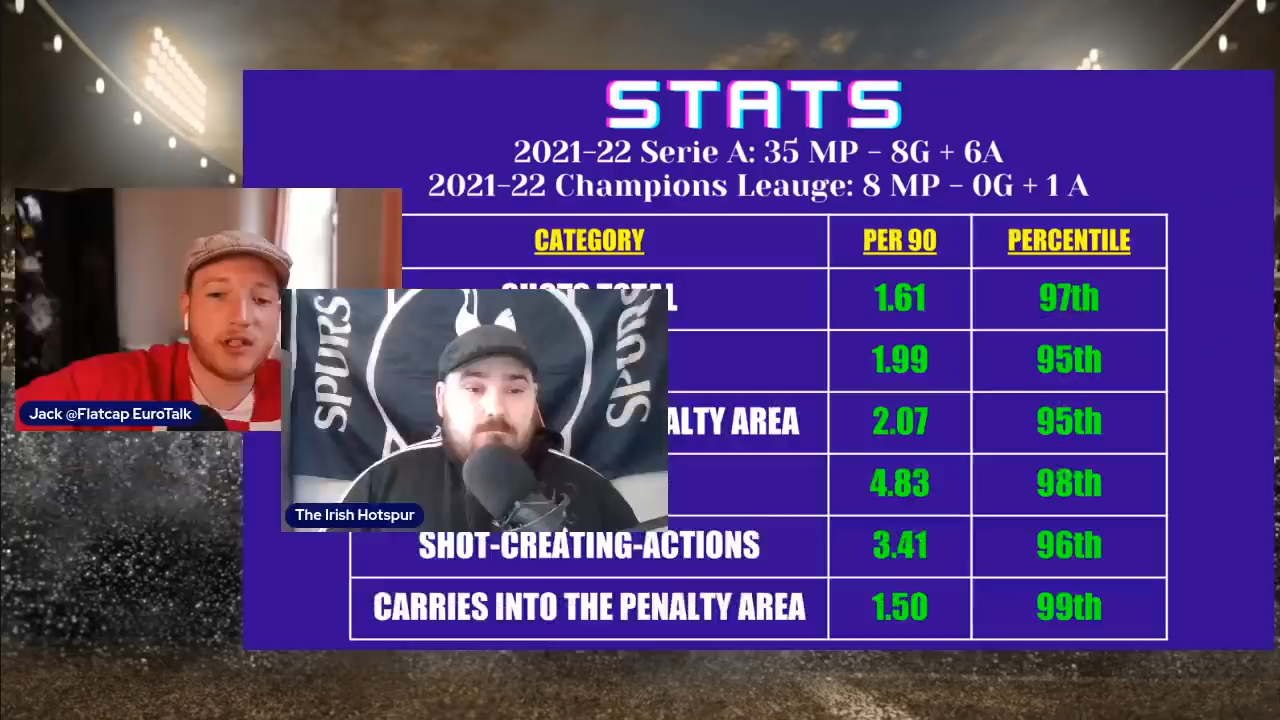 STATS
2021-22 Serie A: 35 MP - 8G + 6A
2021-22 Champions Leauge: 8 MP - 0G + 1 A
CATEGORY PER 90 PERCENTILE
1.61 97th
1.99 95th
2.07 95th
4.83 98th
SHOT-CREATING-ACTIONS 3.41 96th
CARRIES INTO THE PENALTY AREA 1.50 99th
AREA
Jack @Flatcap EuroTalk
SPURS
SPURS
The Irish Hotspur